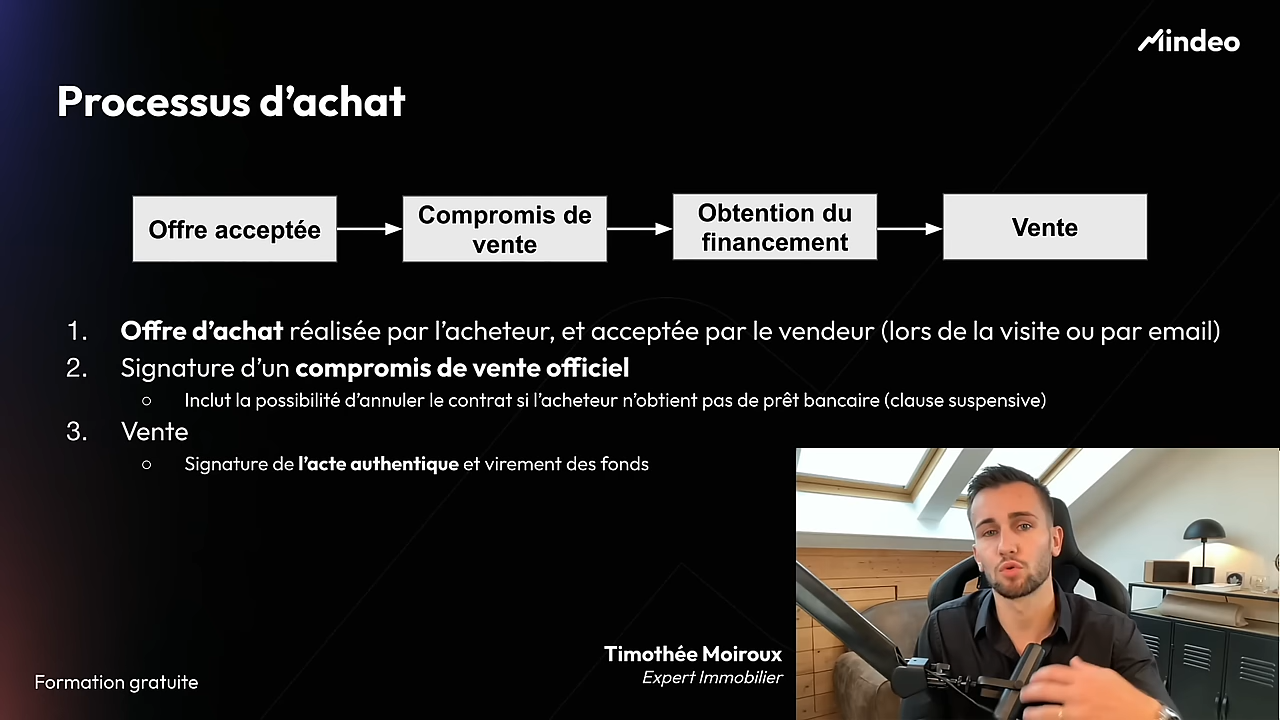 Mindeo
Processus d’achat
Offre acceptée
Compromis de
vente
Obtention du
financement
Vente
1. Offre d’achat réalisée par l’acheteur, et acceptée par le vendeur (lors de la visite ou par email)
2. Signature d’un compromis de vente officiel
○ Inclut la possibilité d’annuler le contrat si l’acheteur n’obtient pas de prêt bancaire (clause suspensive)
3. Vente
○ Signature de l’acte authentique et virement des fonds
Timothée Moiroux
Expert Immobilier
Formation gratuite